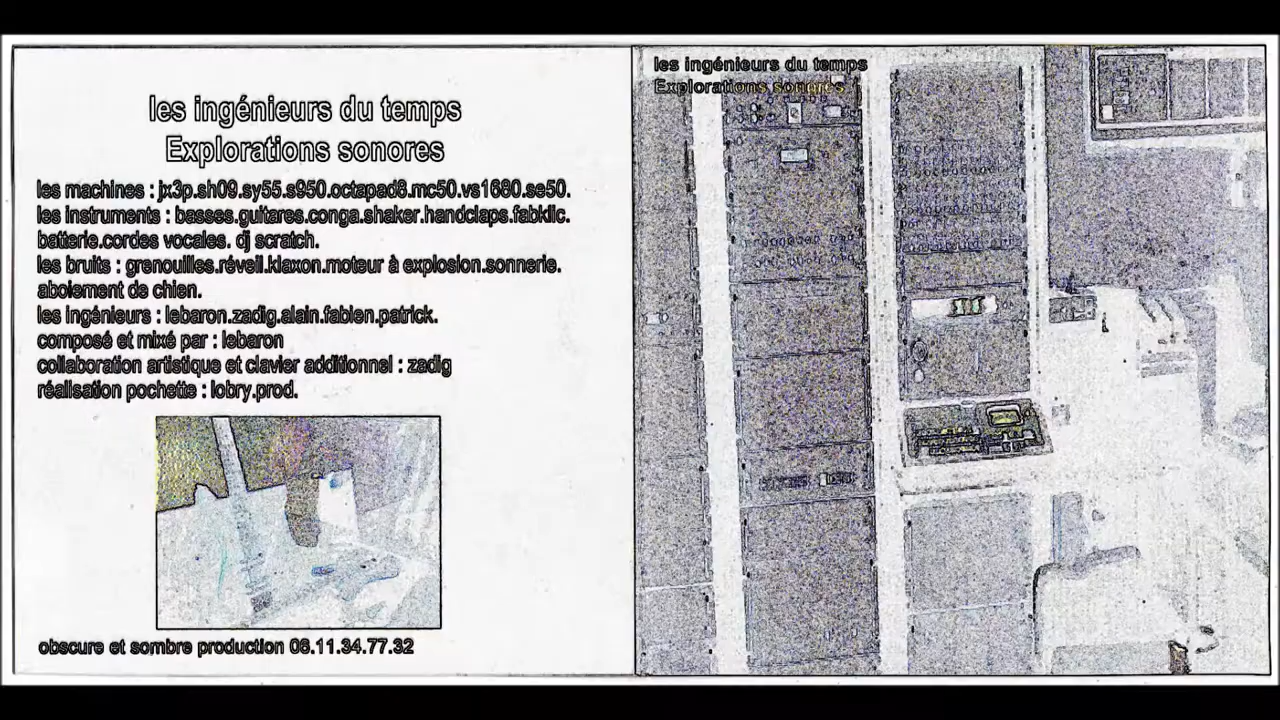 les ingénieurs du temps
Explorations sonores
les machines : jx3p.sh09.sy55.s950.octapad8.mc50.vs1680.se50.
les instruments : basses.guitares.conga.shaker.handclaps.fabklic.
batterie.cordes vocales. dj scratch.
les bruits : grenouilles.réveil.klaxon.moteur à explosion.sonnerie.
aboiement de chien.
les ingénieurs : lebaron.zadig.alain.fabien.patrick.
composé et mixé par : lebaron
collaboration artistique et clavier additionnel : zadig
réalisation pochette : lobry.prod.
obscure et sombre production 06.11.34.77.32
les ingénieurs du temps
Explorations sonores